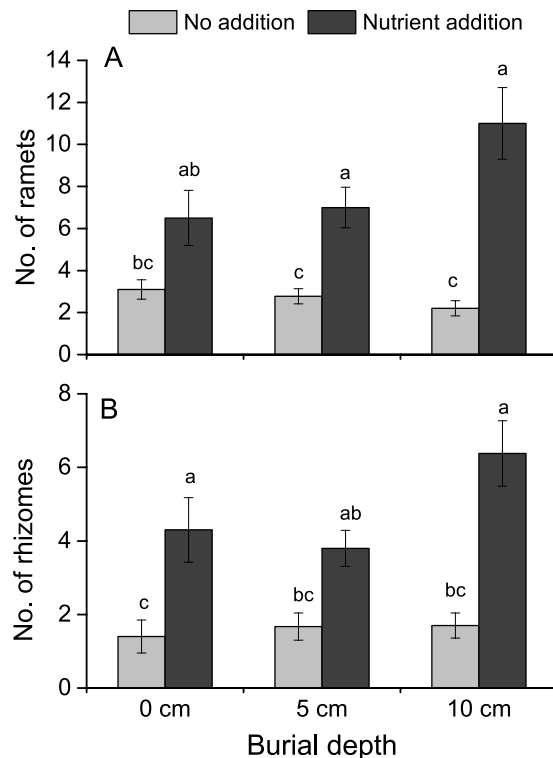 No addition Nutrient addition
A
14
12
10
8
6
4
2
0
No. of ramets
bc ab c a c a
B
8
6
4
2
0
No. of rhizomes
c a bc ab bc a
0 cm 5 cm 10 cm
Burial depth